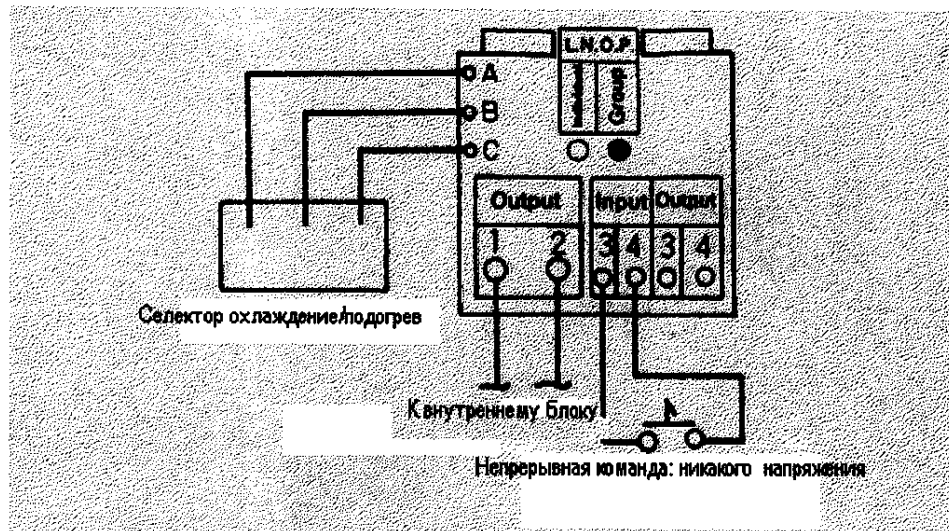 L.N.O.P.
Group
A
B
C
Output
Input Output
1 2 3 4 3 4
Селектор охлаждение/подогрев
К внутреннему блоку
Непрерывная команда: никакого напряжения